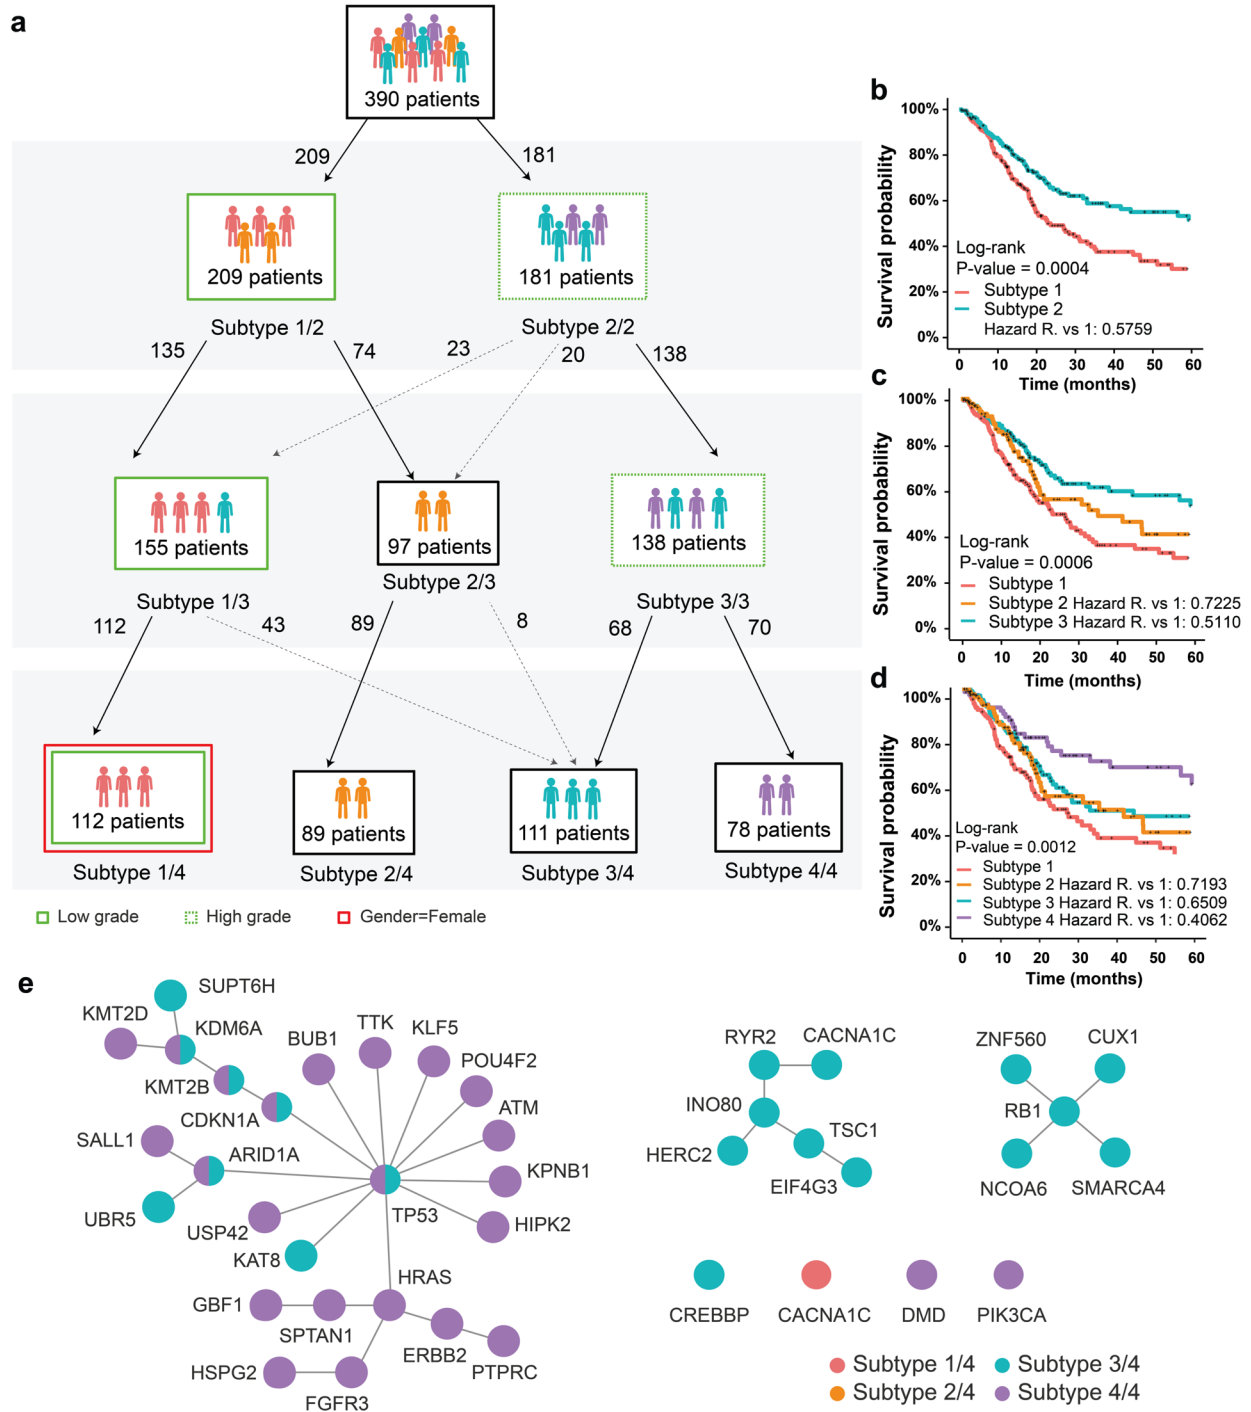 a
390 patients
209
181
209 patients
181 patients
Subtype 1/2
Subtype 2/2
135
74
23
20
138
155 patients
97 patients
138 patients
Subtype 1/3
Subtype 2/3
Subtype 3/3
112
43
89
8
68
70
112 patients
89 patients
111 patients
78 patients
Subtype 1/4
Subtype 2/4
Subtype 3/4
Subtype 4/4
Low grade
High grade
Gender=Female
b
Survival probability
100%
80%
60%
40%
20%
0%
Log-rank
P-value = 0.0004
Subtype 1
Subtype 2
Hazard R. vs 1: 0.5759
0 10 20 30 40 50 60
Time (months)
c
Survival probability
100%
80%
60%
40%
20%
0%
Log-rank
P-value = 0.0006
Subtype 1
Subtype 2 Hazard R. vs 1: 0.7225
Subtype 3 Hazard R. vs 1: 0.5110
0 10 20 30 40 50 60
Time (months)
d
Survival probability
100%
80%
60%
40%
20%
0%
Log-rank
P-value = 0.0012
Subtype 1
Subtype 2 Hazard R. vs 1: 0.7193
Subtype 3 Hazard R. vs 1: 0.6509
Subtype 4 Hazard R. vs 1: 0.4062
0 10 20 30 40 50 60
Time (months)
e
SUPT6H
KMT2D
KDM6A
BUB1
TTK
KLF5
POU4F2
KMT2B
CDKN1A
ATM
SALL1
ARID1A
KPNB1
UBR5
USP42
TP53
HIPK2
KAT8
HRAS
GBF1
SPTAN1
ERBB2
PTPRC
HSPG2
FGFR3
RYR2
CACNA1C
INO80
TSC1
HERC2
EIF4G3
ZNF560
CUX1
RB1
NCOA6
SMARCA4
CREBBP
CACNA1C
DMD
PIK3CA
Subtype 1/4
Subtype 3/4
Subtype 2/4
Subtype 4/4